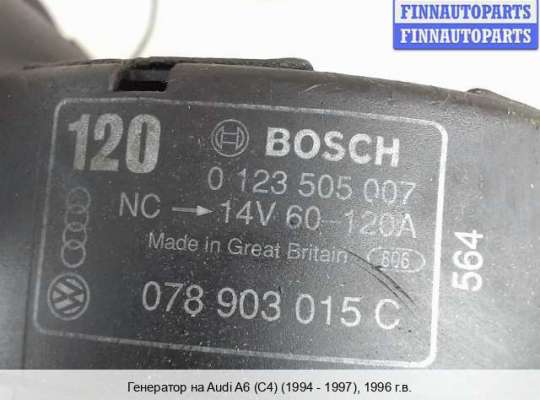 FINNAUTOPARTS
FINNAUTOPARTS
120 BOSCH
0 123 505 007
NC → 14V 60-120A
Made in Great Britain 806
078 903 015 C
564
Генератор на Audi A6 (C4) (1994 - 1997), 1996 г.в.